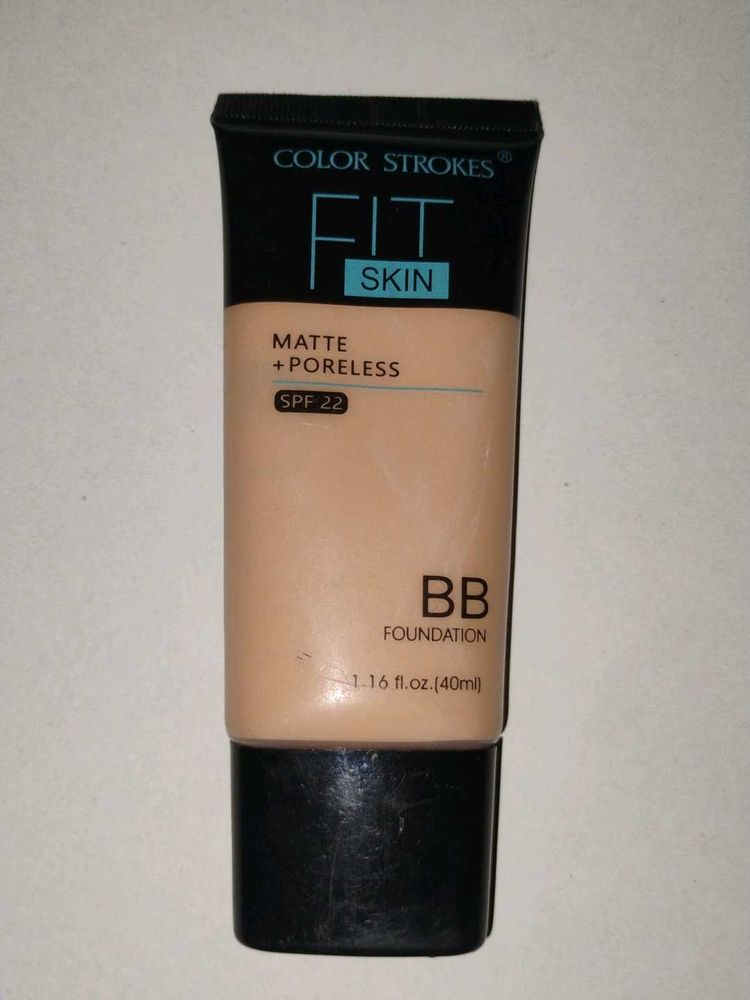 COLOR STROKES®
FIT
SKIN
MATTE
+PORELESS
SPF 22
BB
FOUNDATION
1.16 fl.oz.(40ml)